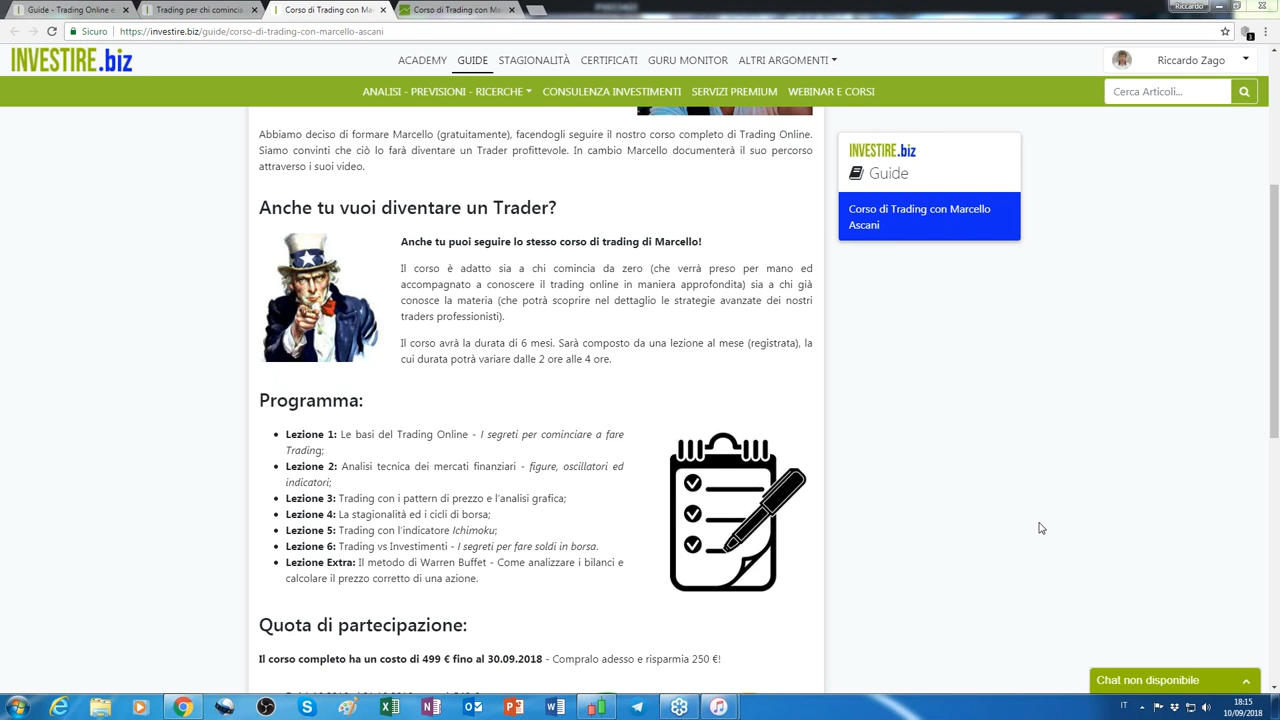 Guide - Trading Online e
Trading per chi comincia
Corso di Trading con Mar
Corso di Trading con Mar
Riccardo
Sicuro
https://investire.biz/guide/corso-di-trading-con-marcello-ascani
INVESTIRE.biz
ACADEMY
GUIDE
STAGIONALITÀ
CERTIFICATI
GURU MONITOR
ALTRI ARGOMENTI
Riccardo Zago
ANALISI - PREVISIONI - RICERCHE
CONSULENZA INVESTIMENTI
SERVIZI PREMIUM
WEBINAR E CORSI
Cerca Articoli...
Abbiamo deciso di formare Marcello (gratuitamente), facendogli seguire il nostro corso completo di Trading Online.
Siamo convinti che ciò lo farà diventare un Trader profittevole. In cambio Marcello documenterà il suo percorso
attraverso i suoi video.
INVESTIRE.biz
Guide
Corso di Trading con Marcello
Ascani
Anche tu vuoi diventare un Trader?
Anche tu puoi seguire lo stesso corso di trading di Marcello!
Il corso è adatto sia a chi comincia da zero (che verrà preso per mano ed
accompagnato a conoscere il trading online in maniera approfondita) sia a chi già
conosce la materia (che potrà scoprire nel dettaglio le strategie avanzate dei nostri
traders professionisti).
Il corso avrà la durata di 6 mesi. Sarà composto da una lezione al mese (registrata), la
cui durata potrà variare dalle 2 ore alle 4 ore.
Programma:
Lezione 1: Le basi del Trading Online - I segreti per cominciare a fare
Trading;
Lezione 2: Analisi tecnica dei mercati finanziari - figure, oscillatori ed
indicatori;
Lezione 3: Trading con i pattern di prezzo e l'analisi grafica;
Lezione 4: La stagionalità ed i cicli di borsa;
Lezione 5: Trading con l'indicatore Ichimoku;
Lezione 6: Trading vs Investimenti - I segreti per fare soldi in borsa.
Lezione Extra: Il metodo di Warren Buffet - Come analizzare i bilanci e
calcolare il prezzo corretto di una azione.
Quota di partecipazione:
Il corso completo ha un costo di 499 € fino al 30.09.2018 - Compralo adesso e risparmia 250 €!
Chat non disponibile
IT
18:15
10/09/2018